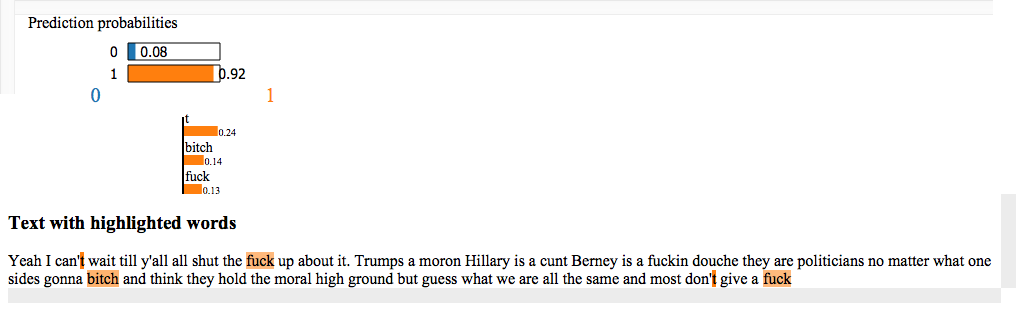 Prediction probabilities
0 0.08
1 0.92
0 1
t
0.24
bitch
0.14
fuck
0.13
Text with highlighted words
Yeah I can't wait till y'all all shut the fuck up about it. Trumps a moron Hillary is a cunt Berney is a fuckin douche they are politicians no matter what one
sides gonna bitch and think they hold the moral high ground but guess what we are all the same and most don't give a fuck